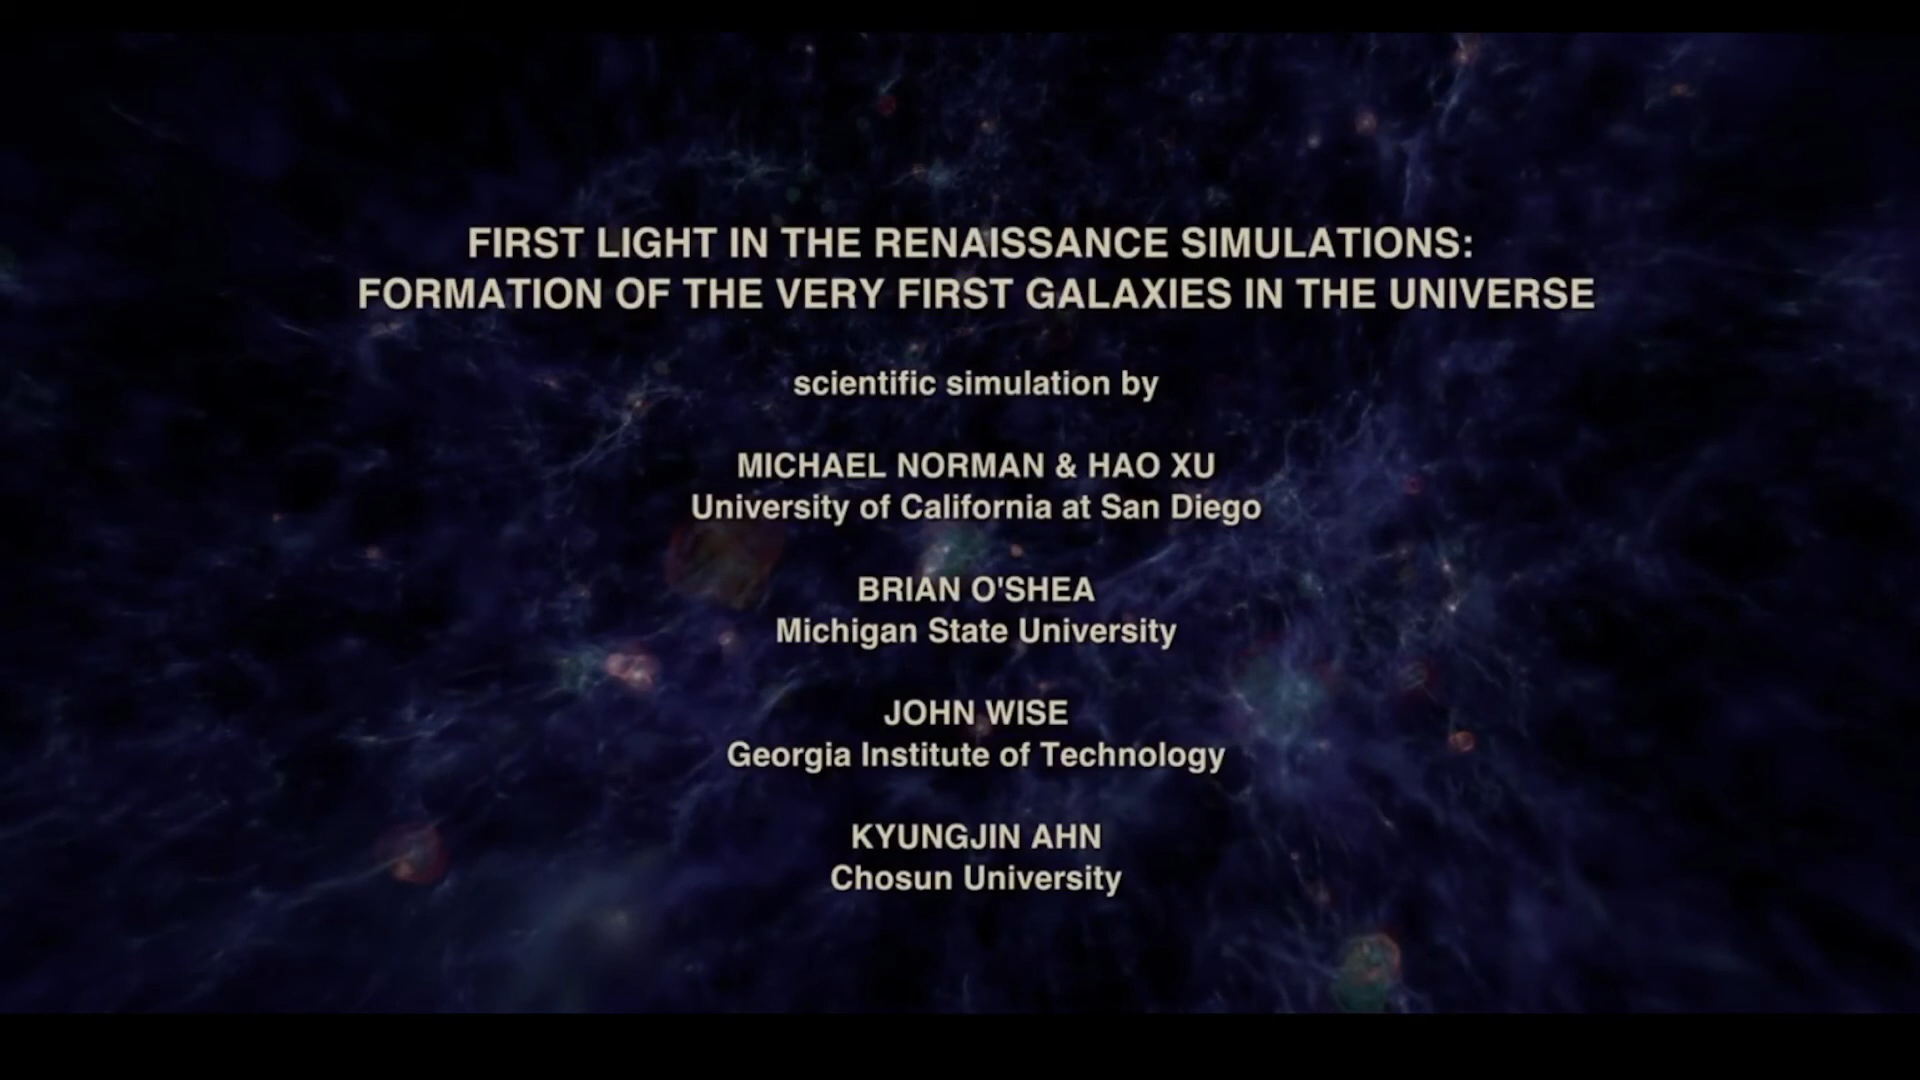 FIRST LIGHT IN THE RENAISSANCE SIMULATIONS:
FORMATION OF THE VERY FIRST GALAXIES IN THE UNIVERSE
scientific simulation by
MICHAEL NORMAN & HAO XU
University of California at San Diego
BRIAN O'SHEA
Michigan State University
JOHN WISE
Georgia Institute of Technology
KYUNGJIN AHN
Chosun University